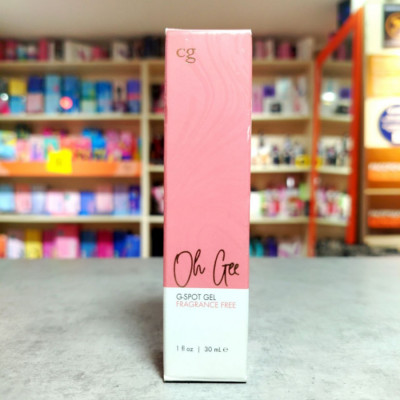 cg
Oh Gee
G-SPOT GEL
FRAGRANCE FREE
1 fl oz | 30 mL ℮